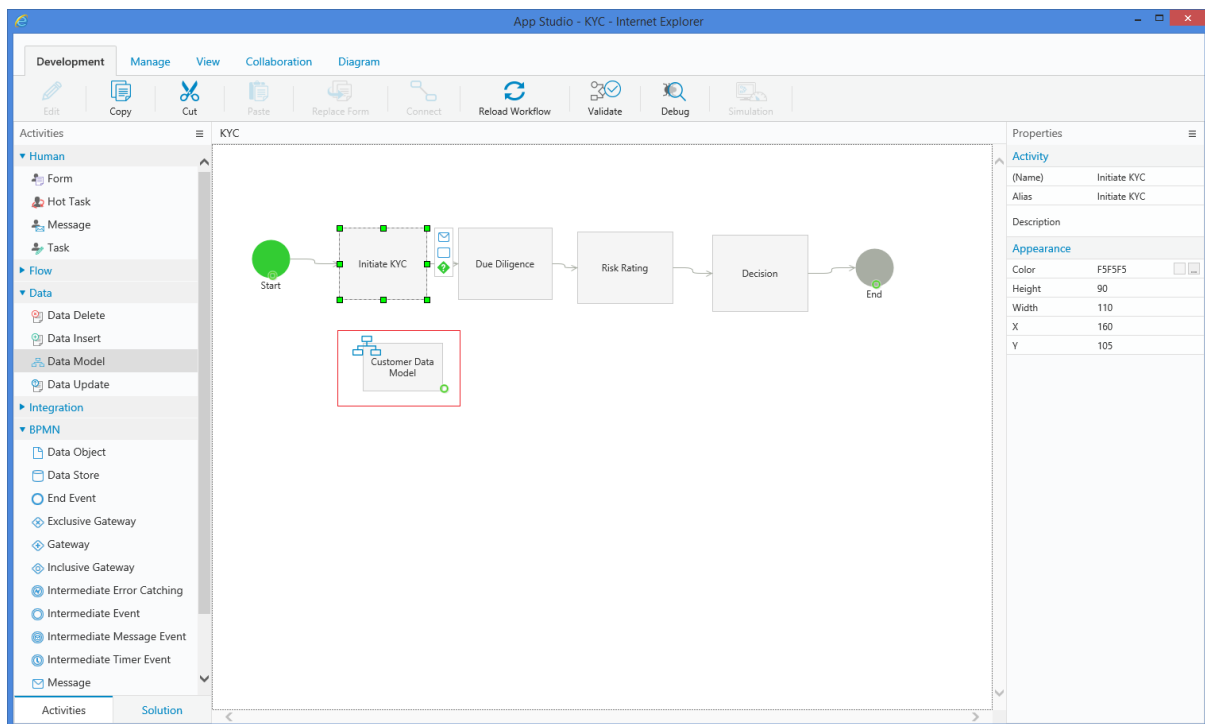 App Studio - KYC - Internet Explorer
Development Manage View Collaboration Diagram
Edit Copy Cut Paste Replace Form Connect Reload Workflow Validate Debug Simulation
Activities
Human
Form
Hot Task
Message
Task
Flow
Data
Data Delete
Data Insert
Data Model
Data Update
Integration
BPMN
Data Object
Data Store
End Event
Exclusive Gateway
Gateway
Inclusive Gateway
Intermediate Error Catching
Intermediate Event
Intermediate Message Event
Intermediate Timer Event
Message
Activities Solution
KYC
Start
Initiate KYC
?
Due Diligence
Risk Rating
Decision
End
Customer Data
Model
Properties
Activity
(Name) Initiate KYC
Alias Initiate KYC
Description
Appearance
Color F5F5F5 ...
Height 90
Width 110
X 160
Y 105